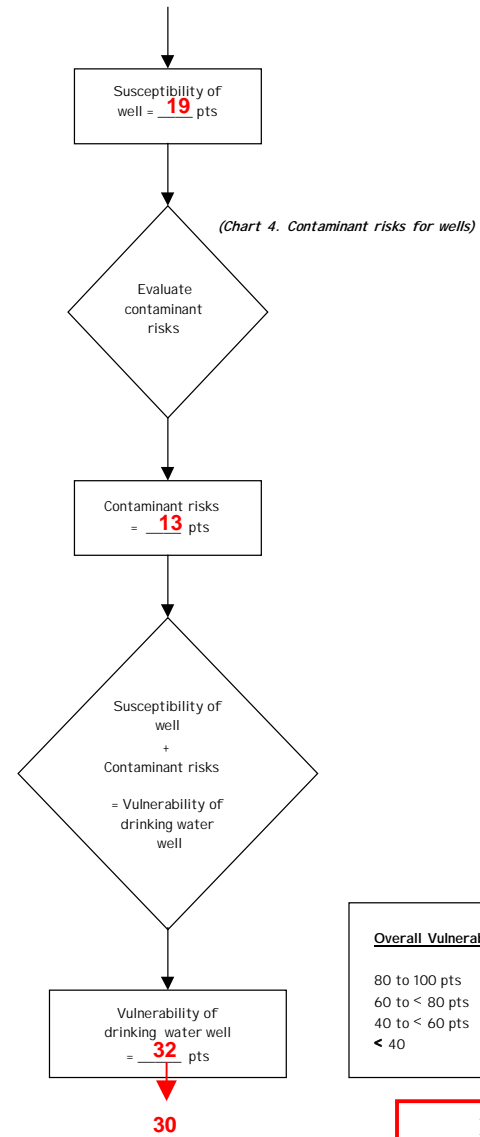 Susceptibility of
well = 19 pts
(Chart 4. Contaminant risks for wells)
Evaluate
contaminant
risks
Contaminant risks
= 13 pts
Susceptibility of
well
+
Contaminant risks
= Vulnerability of
drinking water
well
Vulnerability of
drinking water well
= 32 pts
30
Overall Vulnerab
80 to 100 pts
60 to < 80 pts
40 to < 60 pts
< 40